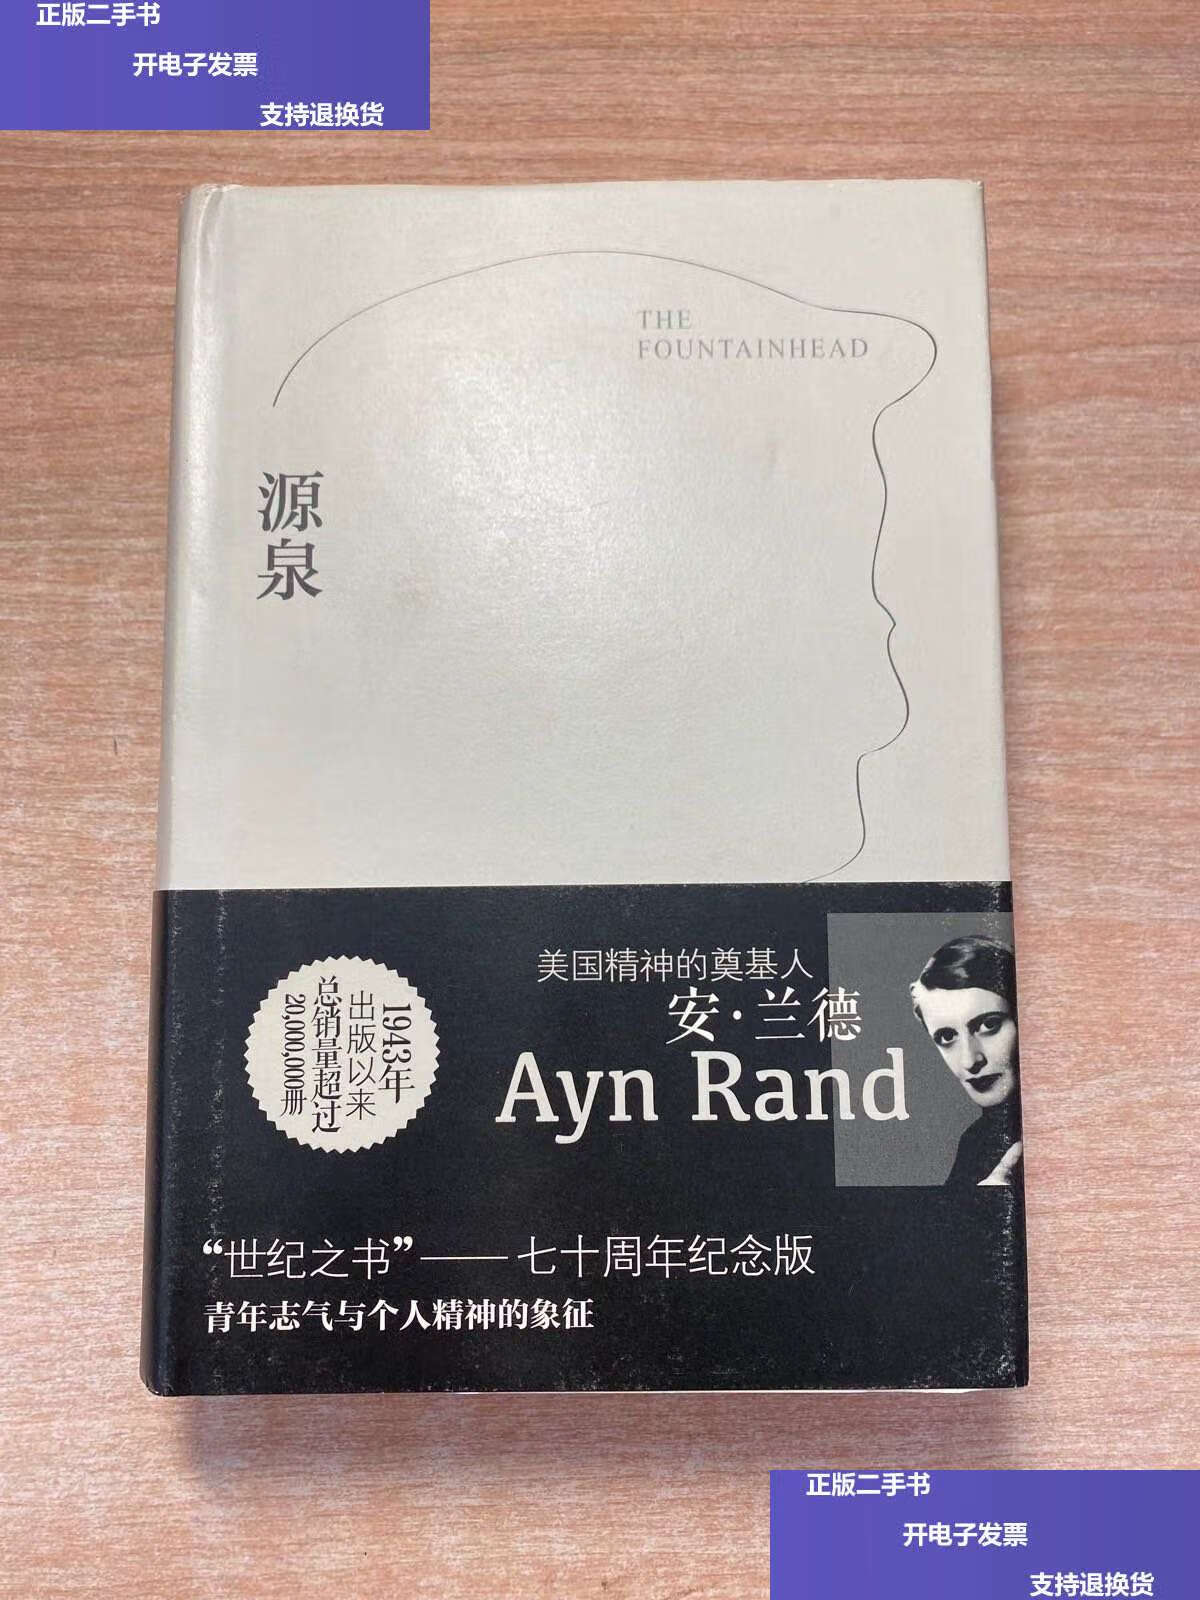 正版二手书
开电子发票
支持退换货
THE
FOUNTAINHEAD
源泉
美国精神的奠基人
安·兰德
Ayn Rand
1943年
出版以来
总销量超过
20,000,000册
“世纪之书”——七十周年纪念版
青年志气与个人精神的象征
正版二手书
开电子发票
支持退换货